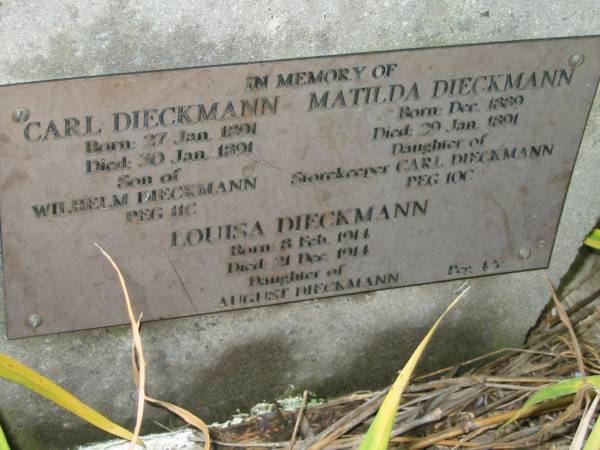 IN MEMORY OF
CARL DIECKMANN
Born: 27 Jan. 1891
Died: 30 Jan. 1891
Son of
WILHELM DIECKMANN
PEG 11C
MATILDA DIECKMANN
Born: Dec. 1889
Died: 29 Jan. 1891
Daughter of
Storekeeper CARL DIECKMANN
PEG 10C
LOUISA DIECKMANN
Born: 8 Feb. 1914
Died: 21 Dec. 1914
Daughter of
AUGUST DIECKMANN
Peg